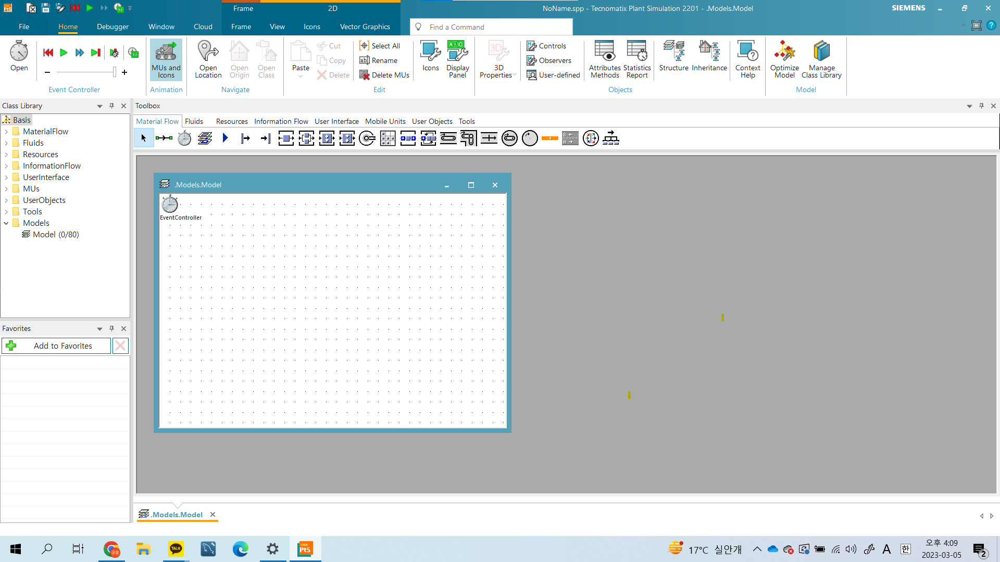 Frame
2D
NoName.spp - Tecnomatix Plant Simulation 2201 - .Models.Model
SIEMENS
File
Home
Debugger
Window
Cloud
Frame
View
Icons
Vector Graphics
Find a Command
Open
Event Controller
MUs and Icons
Animation
Open Location
Open Origin
Open Class
Navigate
Paste
Cut
Copy
Delete
Select All
Rename
Delete MUs
Edit
Icons
Display Panel
A=10
3D
3D Properties
Controls
Observers
User-defined
Attributes Methods
Statistics Report
Objects
Structure
Inheritance
Context Help
Optimize Model
Manage Class Library
Model
Class Library
Toolbox
Basis
MaterialFlow
Fluids
Resources
InformationFlow
UserInterface
MUs
UserObjects
Tools
Models
Model (0/80)
Material Flow
Fluids
Resources
Information Flow
User Interface
Mobile Units
User Objects
Tools
.Models.Model
EventController
Favorites
Add to Favorites
.Models.Model
TALK
PtS
17°C 실안개
A
한
오후 4:09
2023-03-05
2